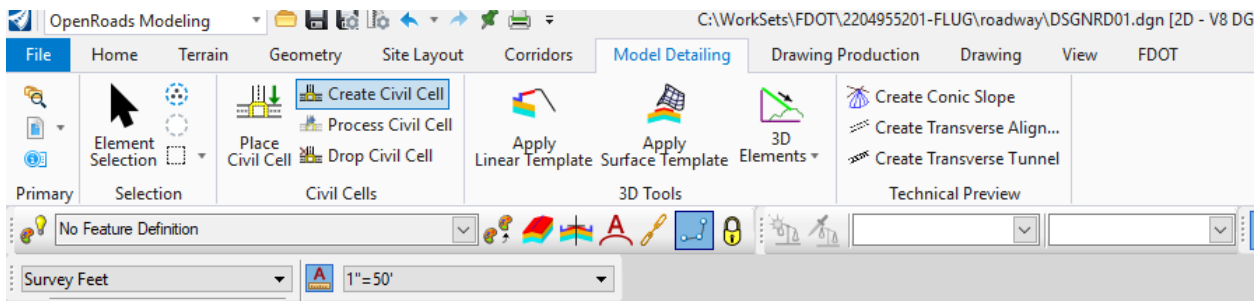 OpenRoads Modeling C:\WorkSets\FDOT\2204955201-FLUG\roadway\DSGNRD01.dgn [2D - V8 DG
File Home Terrain Geometry Site Layout Corridors Model Detailing Drawing Production Drawing View FDOT
Create Civil Cell Create Conic Slope
Process Civil Cell Create Transverse Align...
Element Selection Place Civil Cell Drop Civil Cell Apply Linear Template Apply Surface Template 3D Elements Create Transverse Tunnel
Primary Selection Civil Cells 3D Tools Technical Preview
No Feature Definition
Survey Feet A 1"=50'